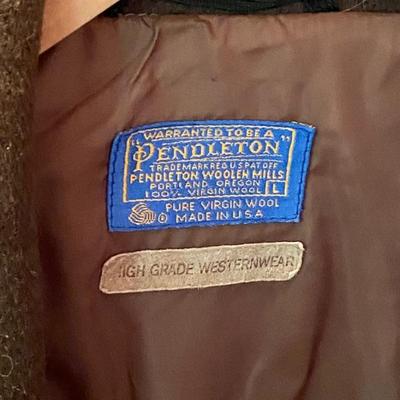 "WARRANTED TO BE A
PENDLETON"
TRADEMARK REG U S PAT OFF
PENDLETON WOOLEN MILLS
PORTLAND, OREGON
100% VIRGIN WOOL L
® PURE VIRGIN WOOL
MADE IN U.S.A
HIGH GRADE WESTERNWEAR